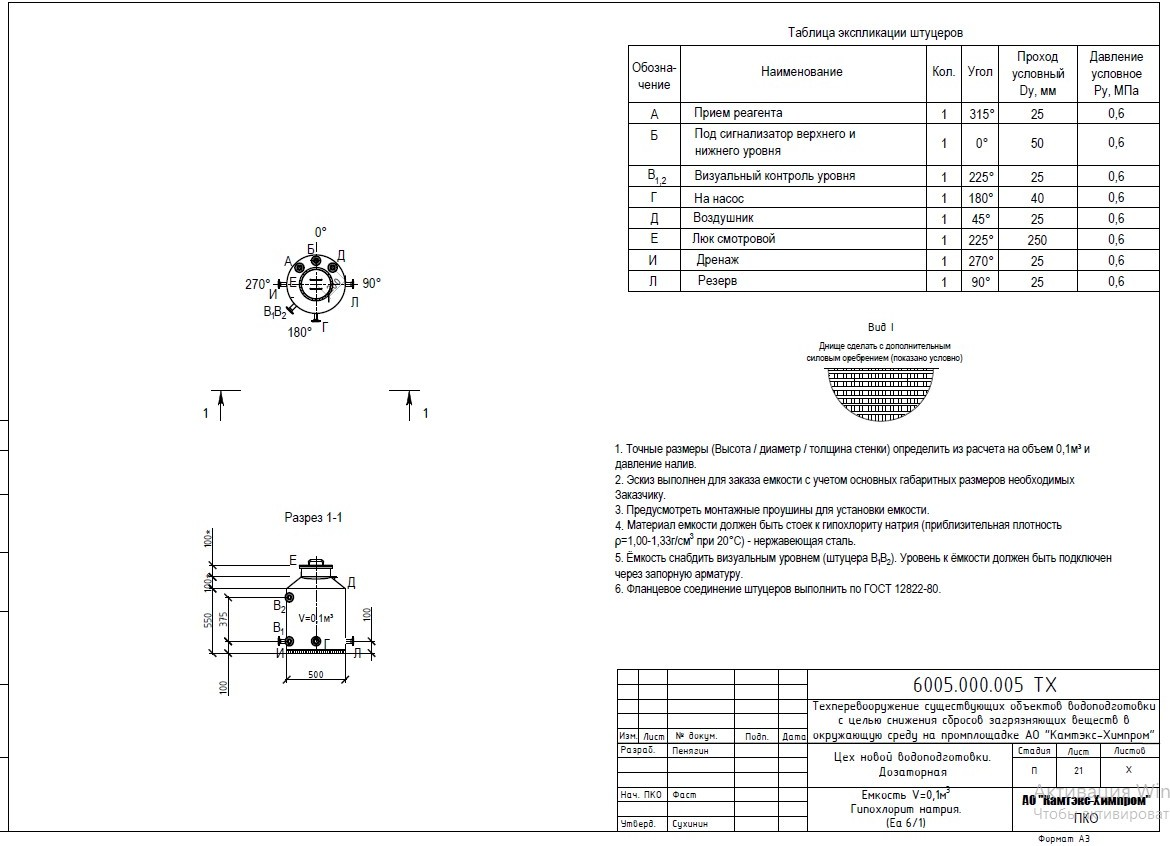 Таблица экспликации штуцеров
Обозна-
чение
Наименование
Кол.
Угол
Проход
условный
Dy, мм
Давление
условное
Py, МПа
А Прием реагента 1 315° 25 0,6
Б Под сигнализатор верхнего и
нижнего уровня 1 0° 50 0,6
В1,2 Визуальный контроль уровня 1 225° 25 0,6
Г На насос 1 180° 40 0,6
Д Воздушник 1 45° 25 0,6
Е Люк смотровой 1 225° 250 0,6
И Дренаж 1 270° 25 0,6
Л Резерв 1 90° 25 0,6
0°
Б
А
Д
270°
Е
90°
И
Л
В1В2
180°
Г
Вид I
Днище сделать с дополнительным
силовым оребрением (показано условно)
1
1
1. Точные размеры (Высота / диаметр / толщина стенки) определить из расчета на объем 0,1м³ и
давление налив.
2. Эскиз выполнен для заказа емкости с учетом основных габаритных размеров необходимых
Заказчику.
3. Предусмотреть монтажные проушины для установки емкости.
4. Материал емкости должен быть стоек к гипохлориту натрия (приблизительная плотность
ρ=1,00-1,33г/см³ при 20°С) - нержавеющая сталь.
5. Ёмкость снабдить визуальным уровнем (штуцера В1В2). Уровень к ёмкости должен быть подключен
через запорную арматуру.
6. Фланцевое соединение штуцеров выполнить по ГОСТ 12822-80.
Разрез 1-1
100*
Е
100*
Д
В2
550
375
V=0,1м³
100
В1
Г
И
Л
500
100
6005.000.005 ТХ
Техперевооружение существующих объектов водоподготовки
с целью снижения сбросов загрязняющих веществ в
окружающую среду на промплощадке АО "Камтэкс-Химпром"
Изм. Лист № докум. Подп. Дата
Разраб. Пенягин
Цех новой водоподготовки.
Дозаторная
Стадия Лист Листов
П 21 Х
Нач. ПКО Фаст
Емкость V=0,1м³
Гипохлорит натрия.
(Еа 6/1)
АО "Камтэкс-Химпром"
ПКО
Утверд. Сухинин
Активация Win
Чтобы активироват
Формат А3